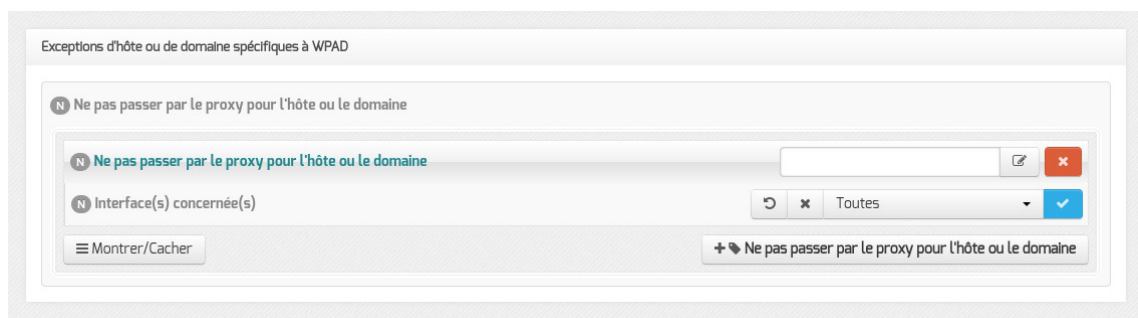 Exceptions d'hôte ou de domaine spécifiques à WPAD
N Ne pas passer par le proxy pour l'hôte ou le domaine
N Ne pas passer par le proxy pour l'hôte ou le domaine
N Interface(s) concernée(s) Toutes
Montrer/Cacher Ne pas passer par le proxy pour l'hôte ou le domaine